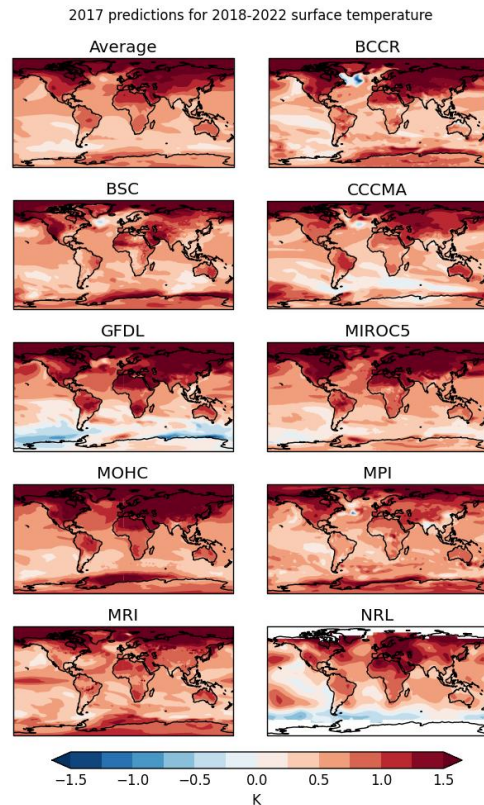 2017 predictions for 2018-2022 surface temperature
Average
BCCR
BSC
CCCMA
GFDL
MIROC5
MOHC
MPI
MRI
NRL
−1.5 −1.0 −0.5 0.0 0.5 1.0 1.5
K